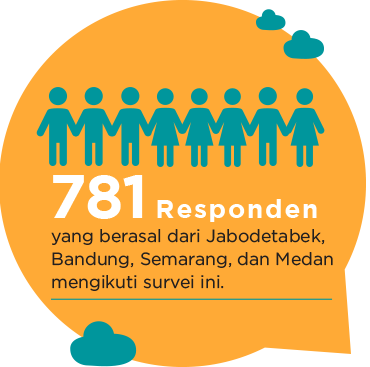 781 Responden
yang berasal dari Jabodetabek,
Bandung, Semarang, dan Medan
mengikuti survei ini.